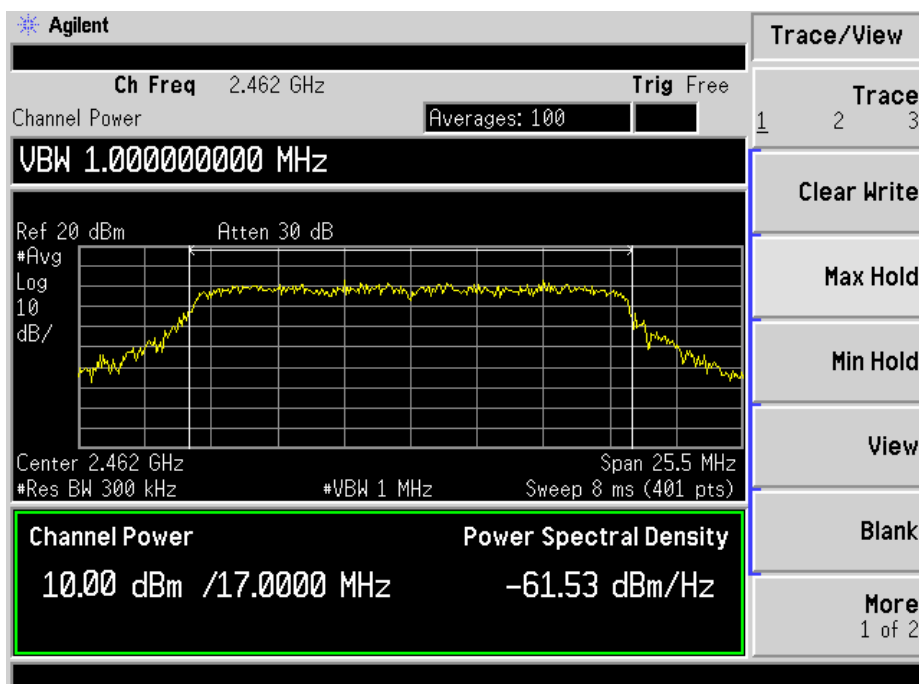 Agilent
Trace/View
Ch Freq 2.462 GHz Trig Free
Channel Power Averages: 100
VBW 1.000000000 MHz
Ref 20 dBm Atten 30 dB
#Avg
Log
10
dB/
Center 2.462 GHz Span 25.5 MHz
#Res BW 300 kHz #VBW 1 MHz Sweep 8 ms (401 pts)
Channel Power Power Spectral Density
10.00 dBm /17.0000 MHz -61.53 dBm/Hz
Trace
1 2 3
Clear Write
Max Hold
Min Hold
View
Blank
More
1 of 2